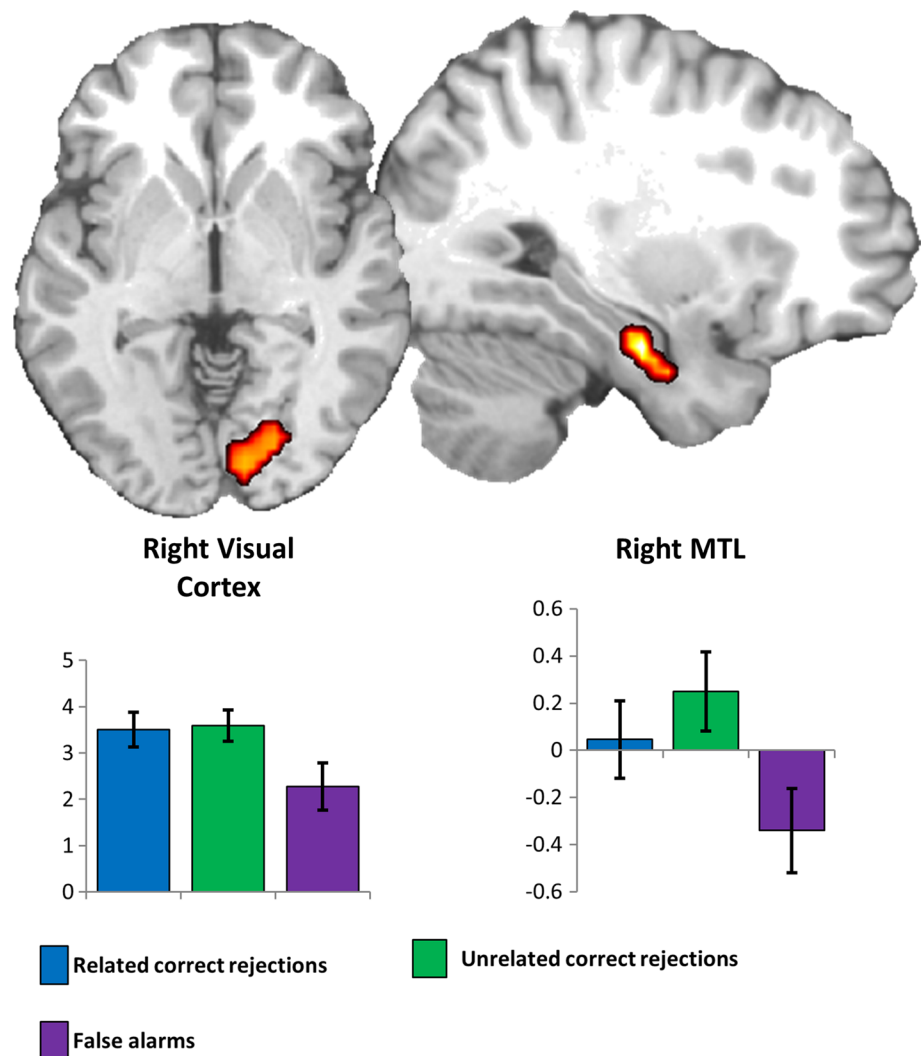 Right Visual
Cortex
Right MTL
5
4
3
2
1
0
0.6
0.4
0.2
0
-0.2
-0.4
-0.6
Related correct rejections
Unrelated correct rejections
False alarms